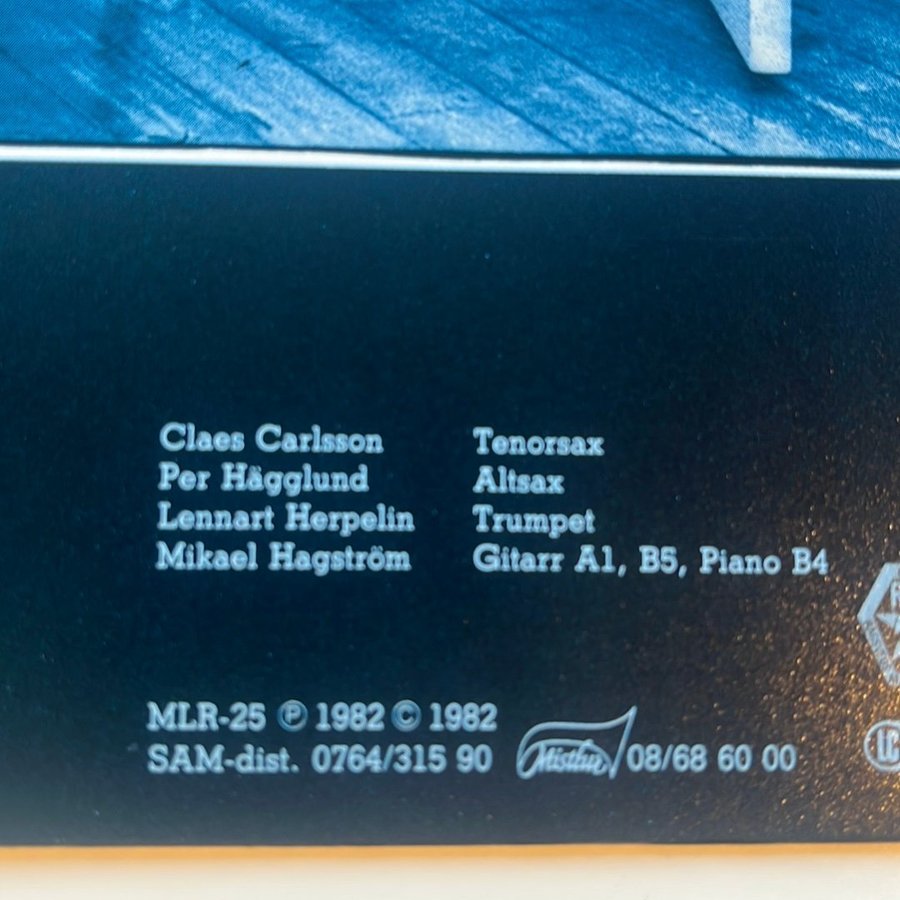 Claes Carlsson Tenorsax
Per Hägglund Altsax
Lennart Herpelin Trumpet
Mikael Hagström Gitarr A1, B5, Piano B4
MLR-25 ℗ 1982 © 1982
SAM-dist. 0764/315 90 Mistlur 08/68 60 00
LC